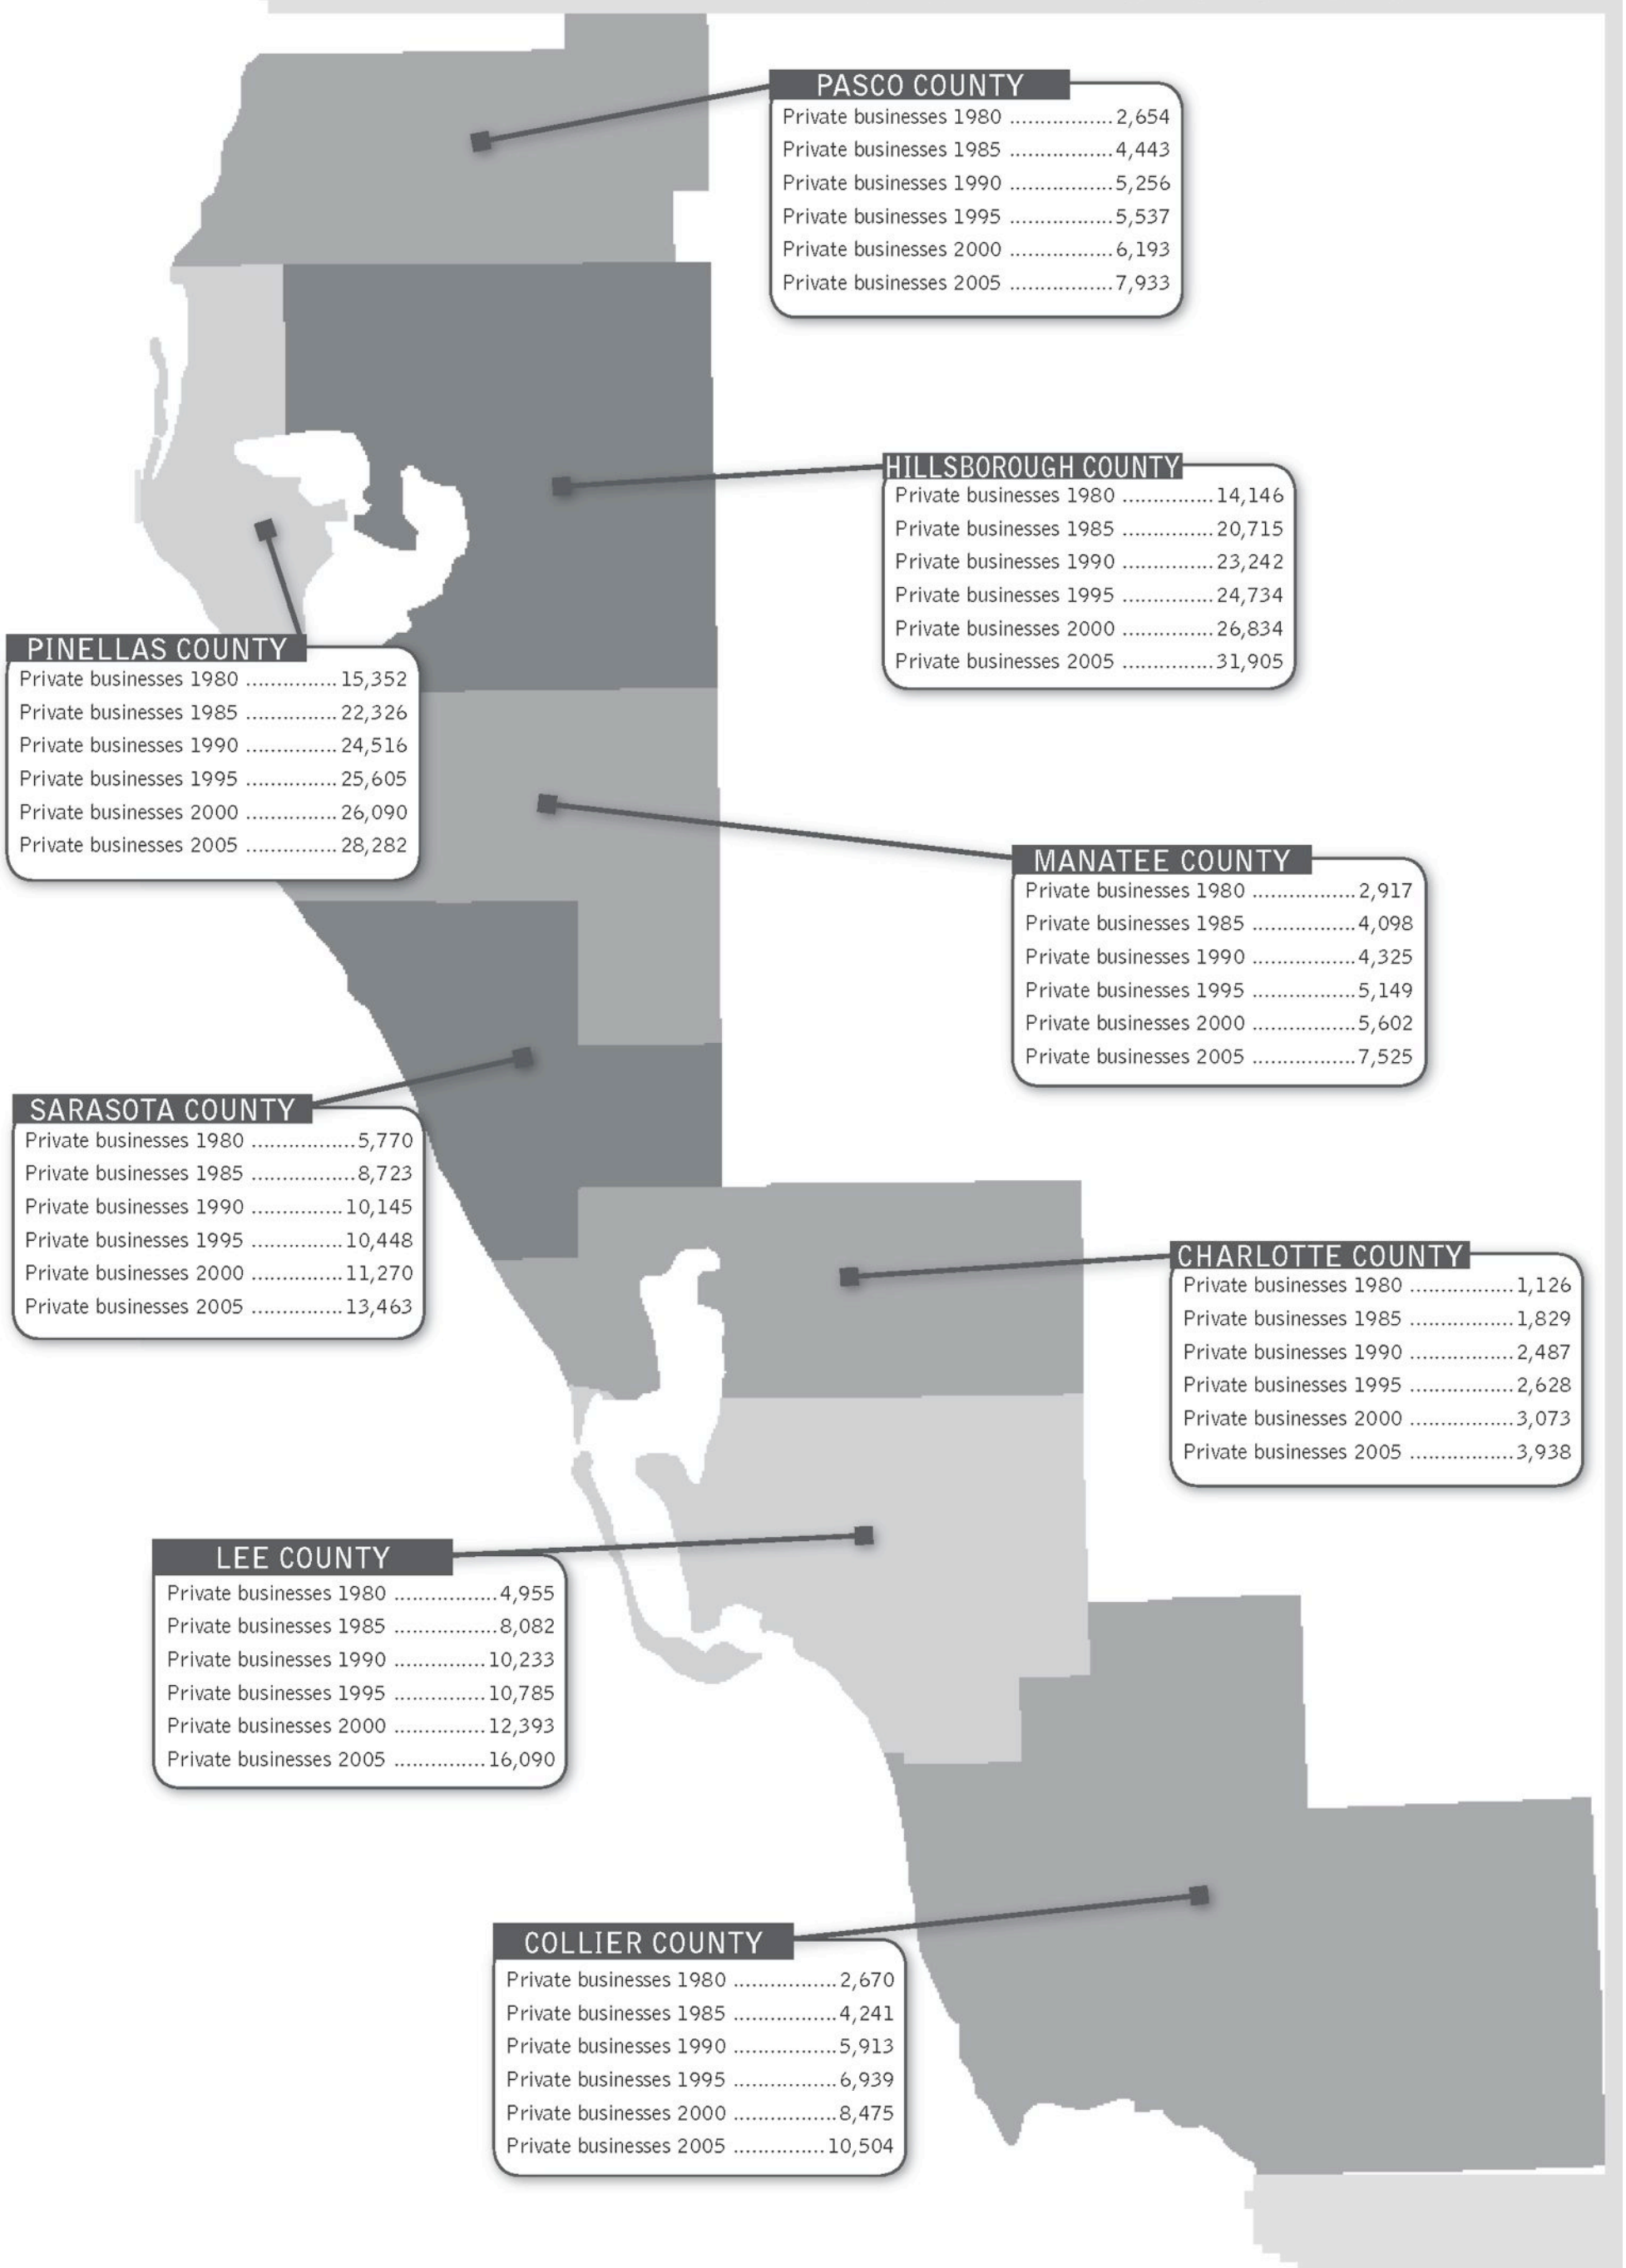 PASCO COUNTY
Private businesses 1980 .................2,654
Private businesses 1985 .................4,443
Private businesses 1990 .................5,256
Private businesses 1995 .................5,537
Private businesses 2000 .................6,193
Private businesses 2005 .................7,933
HILLSBOROUGH COUNTY
Private businesses 1980 ...............14,146
Private businesses 1985 ...............20,715
Private businesses 1990 ...............23,242
Private businesses 1995 ...............24,734
Private businesses 2000 ...............26,834
Private businesses 2005 ...............31,905
PINELLAS COUNTY
Private businesses 1980 ...............15,352
Private businesses 1985 ...............22,326
Private businesses 1990 ...............24,516
Private businesses 1995 ...............25,605
Private businesses 2000 ...............26,090
Private businesses 2005 ...............28,282
MANATEE COUNTY
Private businesses 1980 .................2,917
Private businesses 1985 .................4,098
Private businesses 1990 .................4,325
Private businesses 1995 .................5,149
Private businesses 2000 .................5,602
Private businesses 2005 .................7,525
SARASOTA COUNTY
Private businesses 1980 .................5,770
Private businesses 1985 .................8,723
Private businesses 1990 ...............10,145
Private businesses 1995 ...............10,448
Private businesses 2000 ...............11,270
Private businesses 2005 ...............13,463
CHARLOTTE COUNTY
Private businesses 1980 .................1,126
Private businesses 1985 .................1,829
Private businesses 1990 .................2,487
Private businesses 1995 .................2,628
Private businesses 2000 .................3,073
Private businesses 2005 .................3,938
LEE COUNTY
Private businesses 1980 .................4,955
Private businesses 1985 .................8,082
Private businesses 1990 ...............10,233
Private businesses 1995 ...............10,785
Private businesses 2000 ...............12,393
Private businesses 2005 ...............16,090
COLLIER COUNTY
Private businesses 1980 .................2,670
Private businesses 1985 .................4,241
Private businesses 1990 .................5,913
Private businesses 1995 .................6,939
Private businesses 2000 .................8,475
Private businesses 2005 ...............10,504